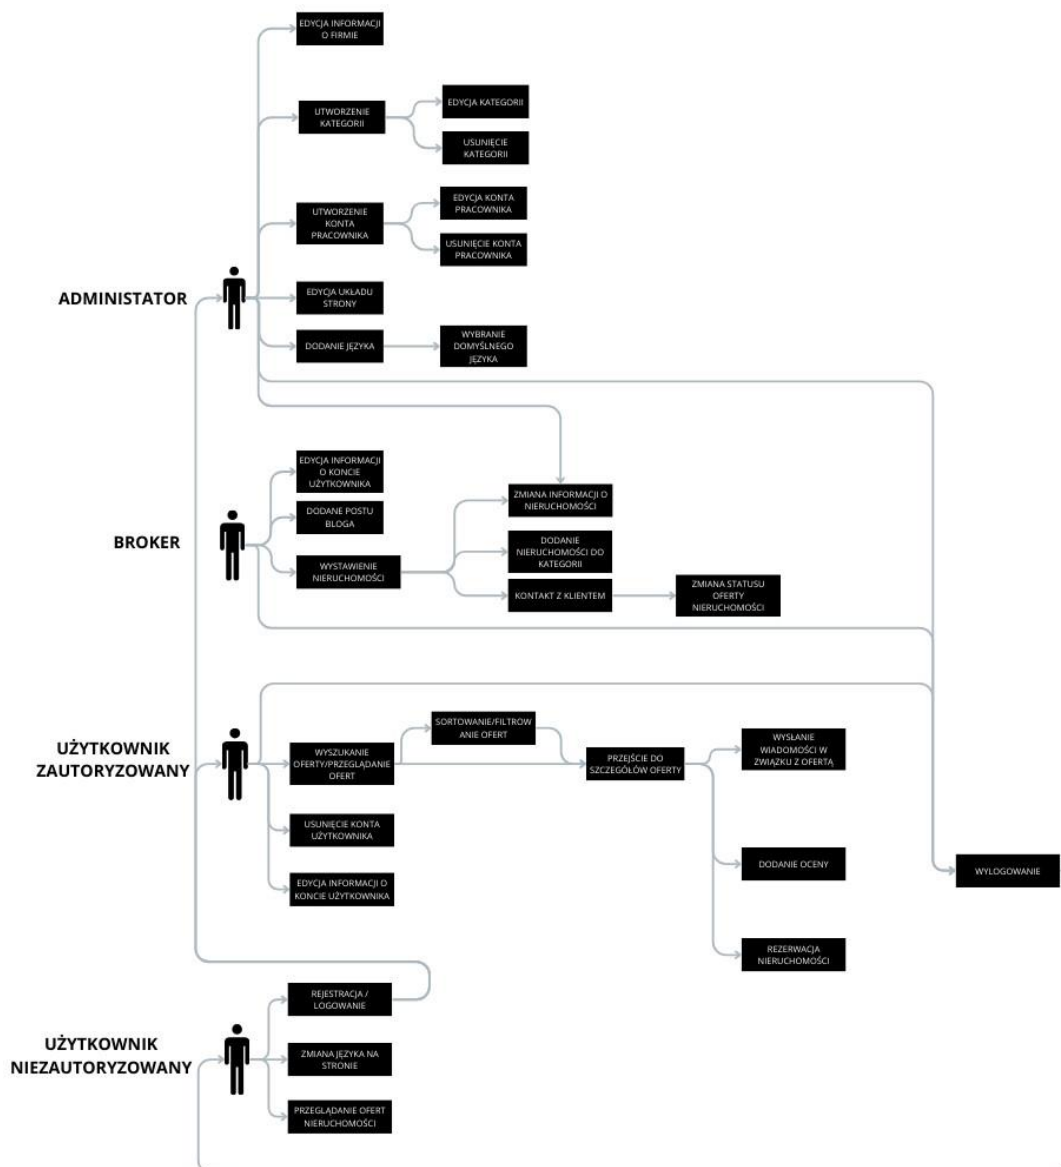 EDYCJA INFORMACJI
O FIRMIE
UTWORZENIE
KATEGORII
EDYCJA KATEGORII
USUNIĘCIE
KATEGORII
UTWORZENIE
KONTA
PRACOWNIKA
EDYCJA KONTA
PRACOWNIKA
USUNIĘCIE KONTA
PRACOWNIKA
ADMINISTATOR
EDYCJA UKŁADU
STRONY
DODANIE JĘZYKA
WYBRANIE
DOMYŚLNEGO
JĘZYKA
BROKER
EDYCJA INFORMACJI
O KONCIE
UŻYTKOWNIKA
DODANE POSTU
BLOGA
WYSTAWIENIE
NIERUCHOMOŚCI
ZMIANA INFORMACJI O
NIERUCHOMOŚCI
DODANIE
NIERUCHOMOŚCI DO
KATEGORII
KONTAKT Z KLIENTEM
ZMIANA STATUSU
OFERTY
NIERUCHOMOŚCI
UŻYTKOWNIK
ZAUTORYZOWANY
WYSZUKANIE
OFERTY/PRZEGLĄDANIE
OFERT
SORTOWANIE/FILTROW
ANIE OFERT
PRZEJŚCIE DO
SZCZEGÓŁÓW OFERTY
WYSŁANIE
WIADOMOŚCI W
ZWIĄZKU Z OFERTĄ
USUNIĘCIE KONTA
UŻYTKOWNIKA
DODANIE OCENY
WYLOGOWANIE
EDYCJA INFORMACJI O
KONCIE UŻYTKOWNIKA
REZERWACJA
NIERUCHOMOŚCI
UŻYTKOWNIK
NIEZAUTORYZOWANY
REJESTRACJA /
LOGOWANIE
ZMIANA JĘZYKA NA
STRONIE
PRZEGLĄDANIE OFERT
NIERUCHOMOŚCI